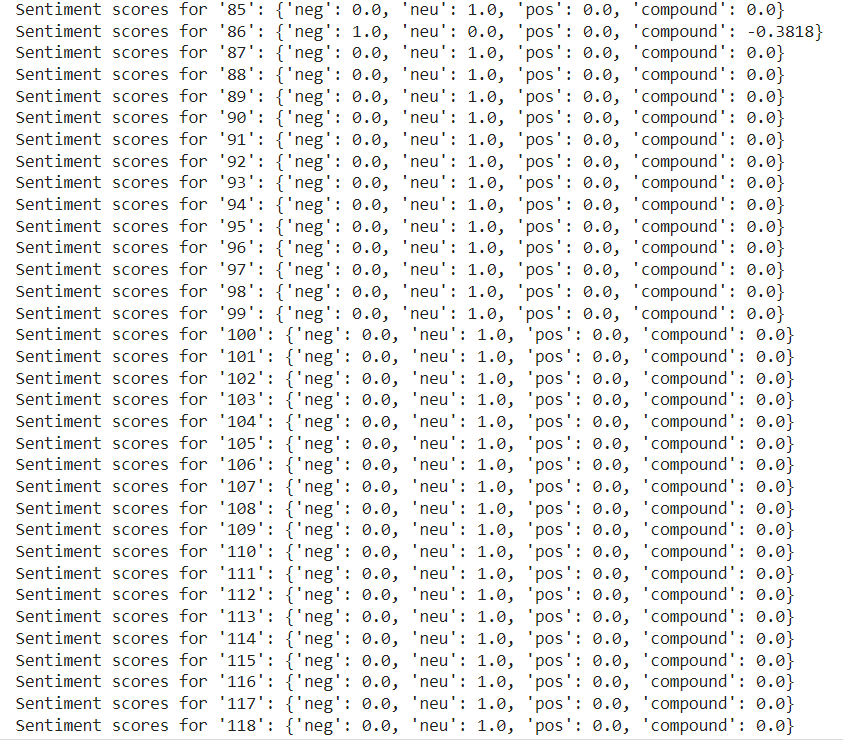 Sentiment scores for '85': {'neg': 0.0, 'neu': 1.0, 'pos': 0.0, 'compound': 0.0}
Sentiment scores for '86': {'neg': 1.0, 'neu': 0.0, 'pos': 0.0, 'compound': -0.3818}
Sentiment scores for '87': {'neg': 0.0, 'neu': 1.0, 'pos': 0.0, 'compound': 0.0}
Sentiment scores for '88': {'neg': 0.0, 'neu': 1.0, 'pos': 0.0, 'compound': 0.0}
Sentiment scores for '89': {'neg': 0.0, 'neu': 1.0, 'pos': 0.0, 'compound': 0.0}
Sentiment scores for '90': {'neg': 0.0, 'neu': 1.0, 'pos': 0.0, 'compound': 0.0}
Sentiment scores for '91': {'neg': 0.0, 'neu': 1.0, 'pos': 0.0, 'compound': 0.0}
Sentiment scores for '92': {'neg': 0.0, 'neu': 1.0, 'pos': 0.0, 'compound': 0.0}
Sentiment scores for '93': {'neg': 0.0, 'neu': 1.0, 'pos': 0.0, 'compound': 0.0}
Sentiment scores for '94': {'neg': 0.0, 'neu': 1.0, 'pos': 0.0, 'compound': 0.0}
Sentiment scores for '95': {'neg': 0.0, 'neu': 1.0, 'pos': 0.0, 'compound': 0.0}
Sentiment scores for '96': {'neg': 0.0, 'neu': 1.0, 'pos': 0.0, 'compound': 0.0}
Sentiment scores for '97': {'neg': 0.0, 'neu': 1.0, 'pos': 0.0, 'compound': 0.0}
Sentiment scores for '98': {'neg': 0.0, 'neu': 1.0, 'pos': 0.0, 'compound': 0.0}
Sentiment scores for '99': {'neg': 0.0, 'neu': 1.0, 'pos': 0.0, 'compound': 0.0}
Sentiment scores for '100': {'neg': 0.0, 'neu': 1.0, 'pos': 0.0, 'compound': 0.0}
Sentiment scores for '101': {'neg': 0.0, 'neu': 1.0, 'pos': 0.0, 'compound': 0.0}
Sentiment scores for '102': {'neg': 0.0, 'neu': 1.0, 'pos': 0.0, 'compound': 0.0}
Sentiment scores for '103': {'neg': 0.0, 'neu': 1.0, 'pos': 0.0, 'compound': 0.0}
Sentiment scores for '104': {'neg': 0.0, 'neu': 1.0, 'pos': 0.0, 'compound': 0.0}
Sentiment scores for '105': {'neg': 0.0, 'neu': 1.0, 'pos': 0.0, 'compound': 0.0}
Sentiment scores for '106': {'neg': 0.0, 'neu': 1.0, 'pos': 0.0, 'compound': 0.0}
Sentiment scores for '107': {'neg': 0.0, 'neu': 1.0, 'pos': 0.0, 'compound': 0.0}
Sentiment scores for '108': {'neg': 0.0, 'neu': 1.0, 'pos': 0.0, 'compound': 0.0}
Sentiment scores for '109': {'neg': 0.0, 'neu': 1.0, 'pos': 0.0, 'compound': 0.0}
Sentiment scores for '110': {'neg': 0.0, 'neu': 1.0, 'pos': 0.0, 'compound': 0.0}
Sentiment scores for '111': {'neg': 0.0, 'neu': 1.0, 'pos': 0.0, 'compound': 0.0}
Sentiment scores for '112': {'neg': 0.0, 'neu': 1.0, 'pos': 0.0, 'compound': 0.0}
Sentiment scores for '113': {'neg': 0.0, 'neu': 1.0, 'pos': 0.0, 'compound': 0.0}
Sentiment scores for '114': {'neg': 0.0, 'neu': 1.0, 'pos': 0.0, 'compound': 0.0}
Sentiment scores for '115': {'neg': 0.0, 'neu': 1.0, 'pos': 0.0, 'compound': 0.0}
Sentiment scores for '116': {'neg': 0.0, 'neu': 1.0, 'pos': 0.0, 'compound': 0.0}
Sentiment scores for '117': {'neg': 0.0, 'neu': 1.0, 'pos': 0.0, 'compound': 0.0}
Sentiment scores for '118': {'neg': 0.0, 'neu': 1.0, 'pos': 0.0, 'compound': 0.0}